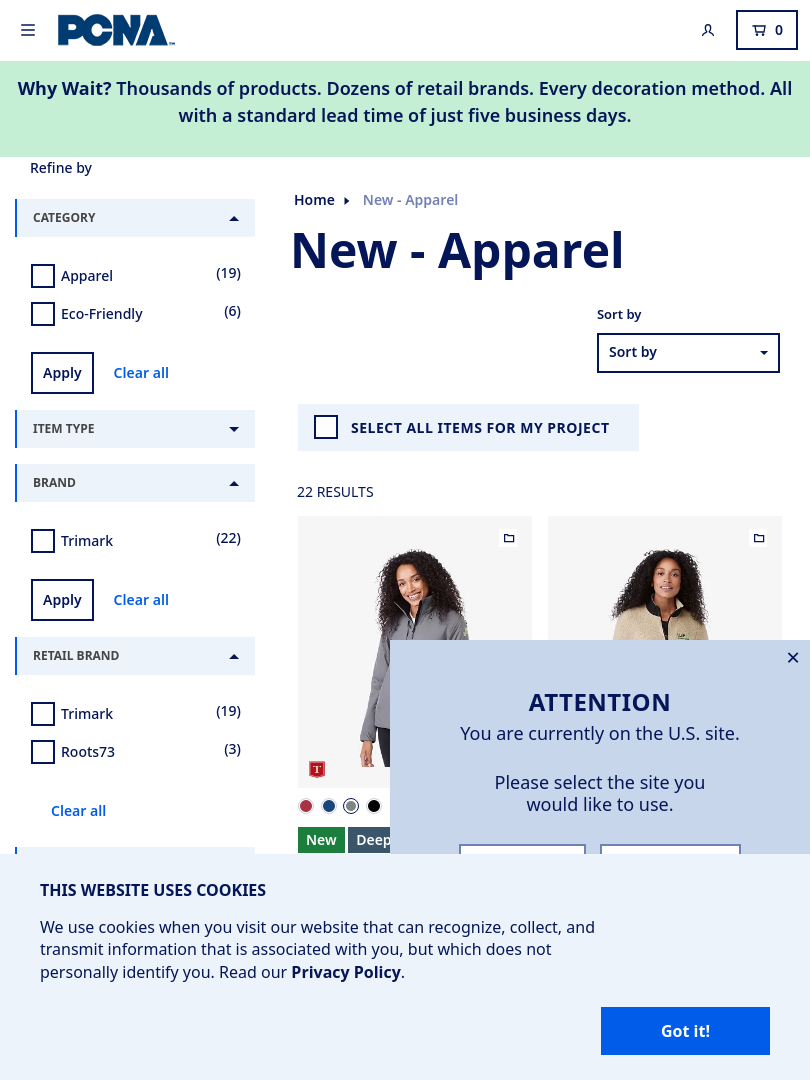 PCNA
0
Why Wait? Thousands of products. Dozens of retail brands. Every decoration method. All
with a standard lead time of just five business days.
Refine by
Home
New - Apparel
CATEGORY
New - Apparel
Apparel
(19)
Eco-Friendly
(6)
Sort by
Sort by
Apply
Clear all
ITEM TYPE
SELECT ALL ITEMS FOR MY PROJECT
BRAND
22 RESULTS
Trimark
(22)
Apply
Clear all
RETAIL BRAND
Trimark
(19)
Roots73
(3)
Clear all
T
New
Deep
ATTENTION
You are currently on the U.S. site.
Please select the site you
would like to use.
THIS WEBSITE USES COOKIES
We use cookies when you visit our website that can recognize, collect, and
transmit information that is associated with you, but which does not
personally identify you. Read our Privacy Policy.
Got it!